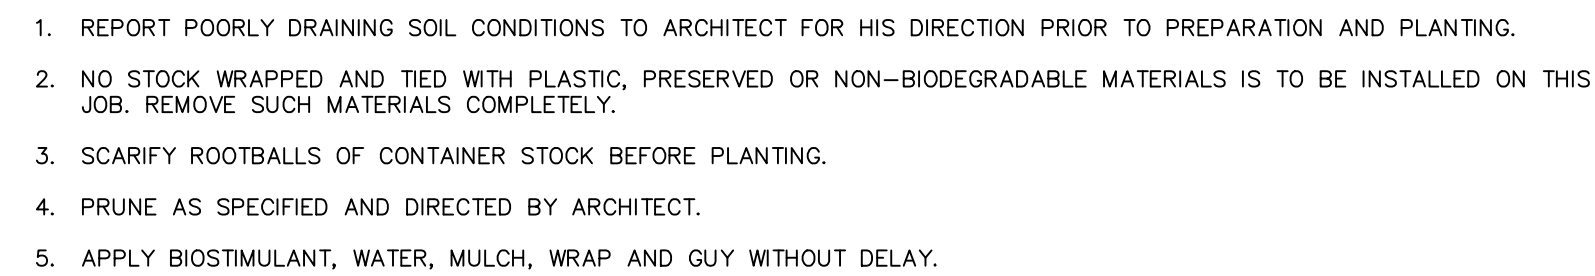 1. REPORT POORLY DRAINING SOIL CONDITIONS TO ARCHITECT FOR HIS DIRECTION PRIOR TO PREPARATION AND PLANTING.
2. NO STOCK WRAPPED AND TIED WITH PLASTIC, PRESERVED OR NON-BIODEGRADABLE MATERIALS IS TO BE INSTALLED ON THIS
JOB. REMOVE SUCH MATERIALS COMPLETELY.
3. SCARIFY ROOTBALLS OF CONTAINER STOCK BEFORE PLANTING.
4. PRUNE AS SPECIFIED AND DIRECTED BY ARCHITECT.
5. APPLY BIOSTIMULANT, WATER, MULCH, WRAP AND GUY WITHOUT DELAY.